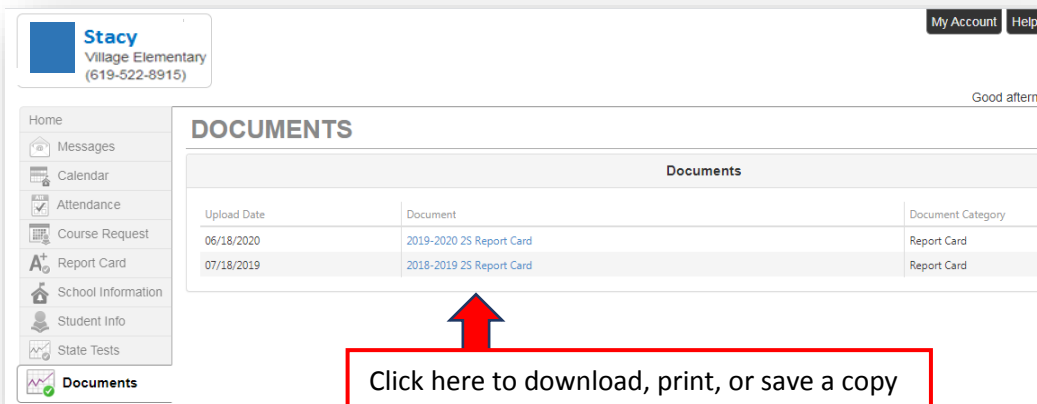 Stacy
Village Elementary
(619-522-8915)
My Account Help
Good aftern
Home
Messages
Calendar
Attendance
Course Request
Report Card
School Information
Student Info
State Tests
Documents
DOCUMENTS
Documents
Upload Date Document Document Category
06/18/2020 2019-2020 2S Report Card Report Card
07/18/2019 2018-2019 2S Report Card Report Card
Click here to download, print, or save a copy